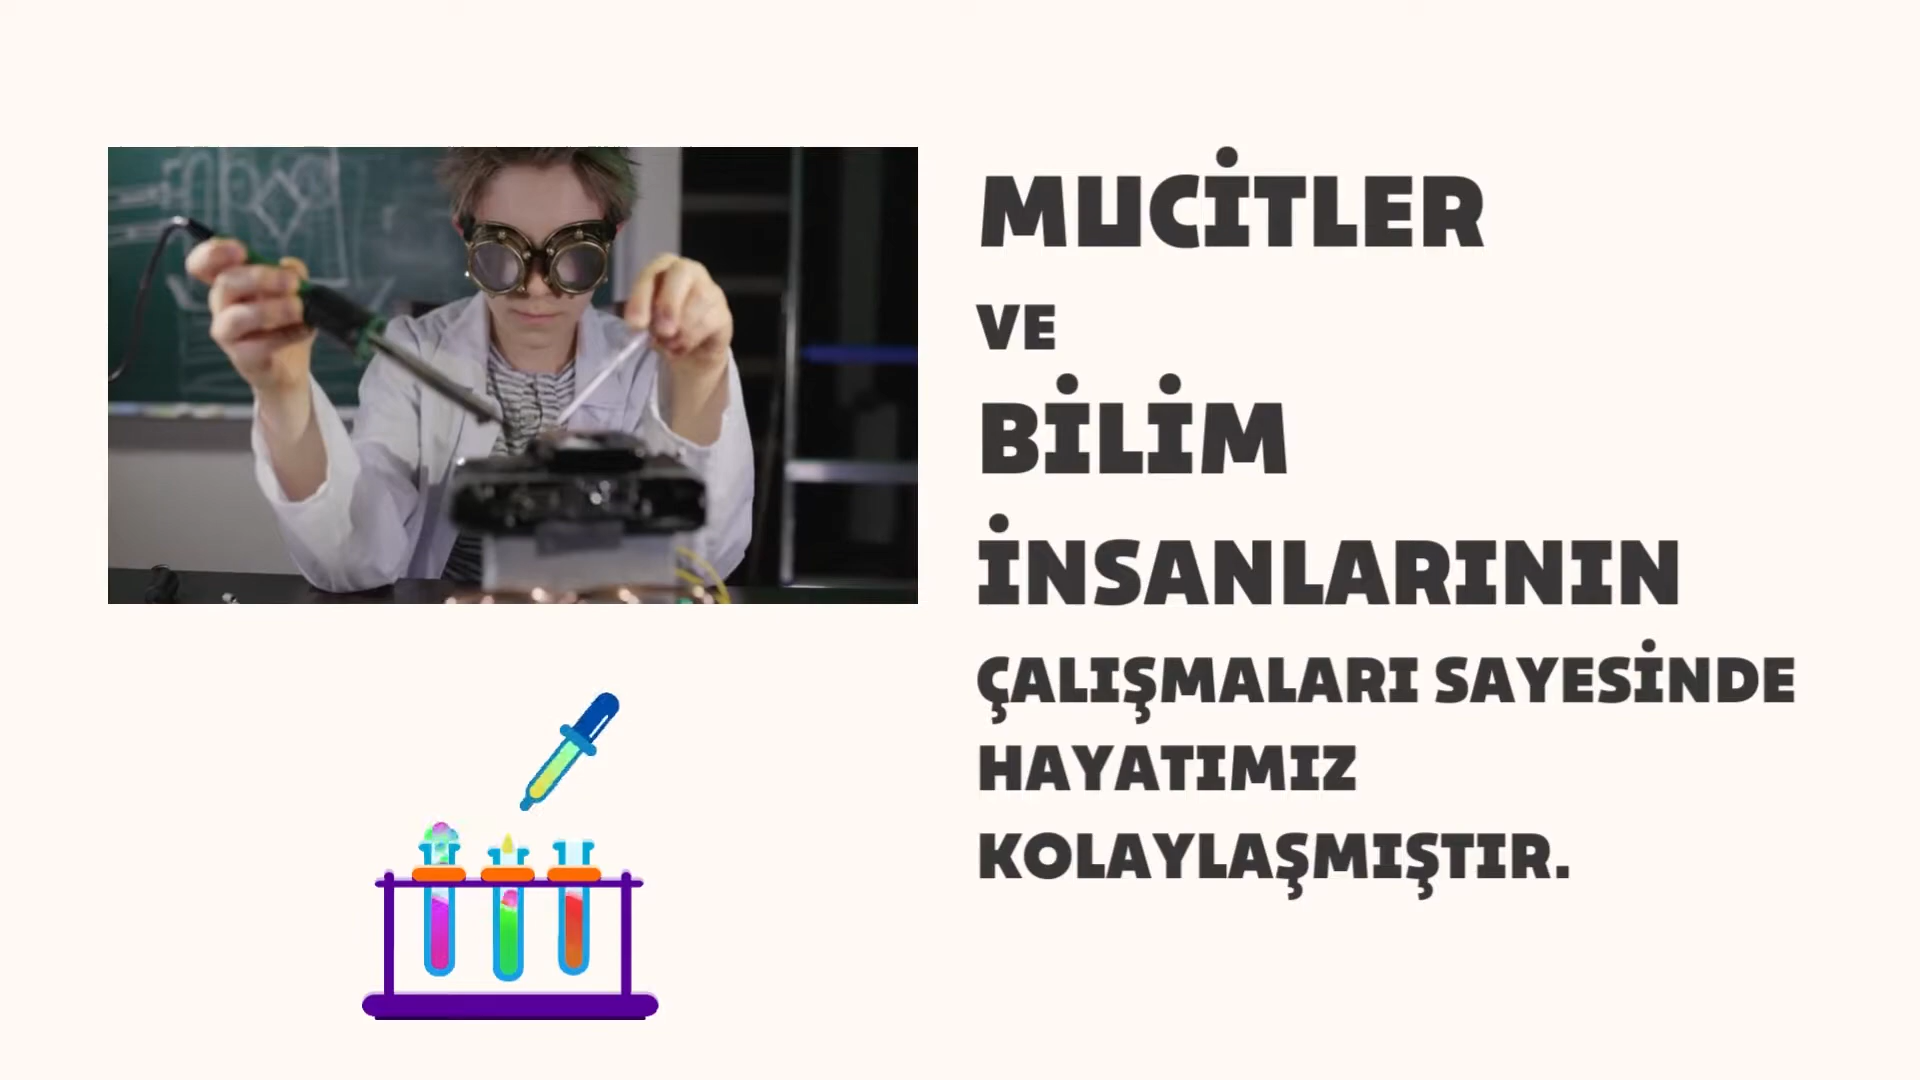 MUCİTLER
VE
BİLİM
İNSANLARININ
ÇALIŞMALARI SAYESİNDE
HAYATIMIZ
KOLAYLAŞMIŞTIR.